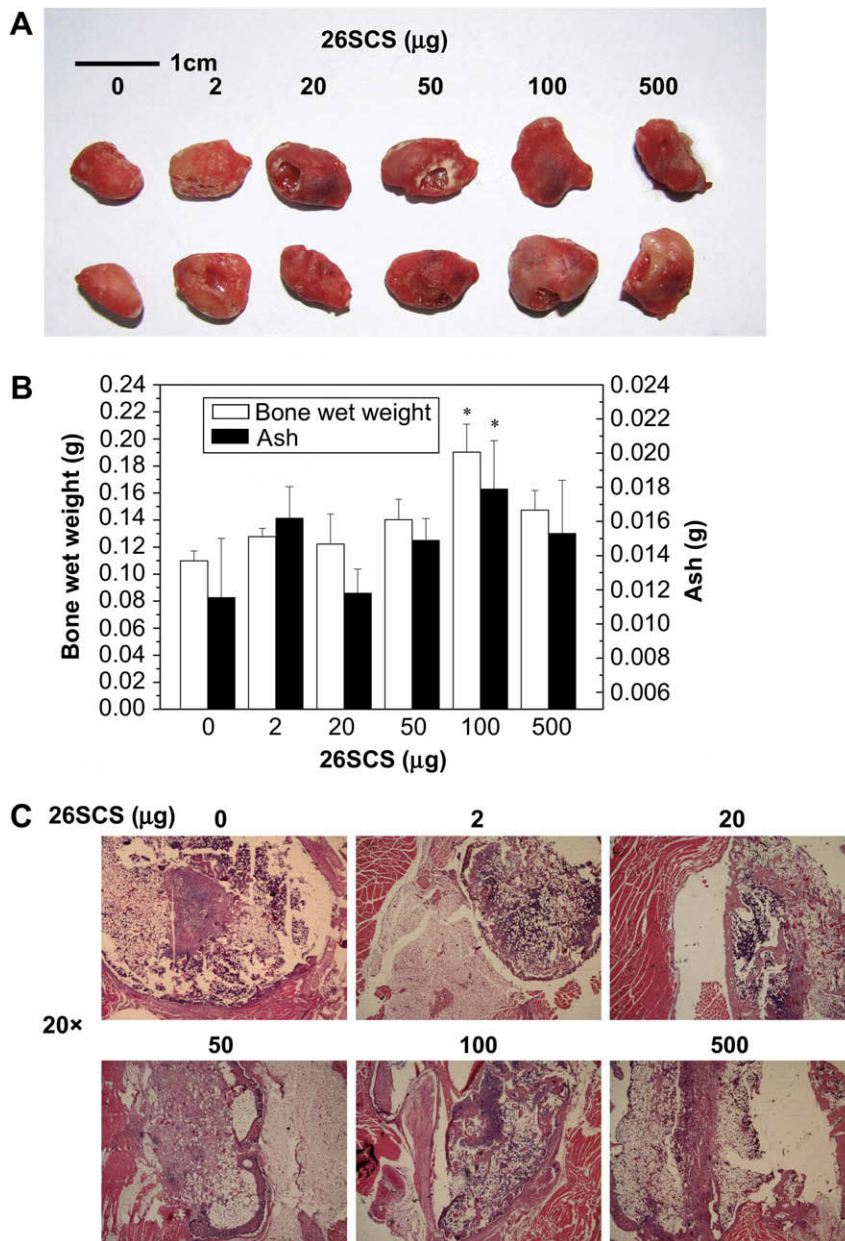 A
26SCS (μg)
1cm
0 2 20 50 100 500
B
0.24
0.22
0.20
0.18
0.16
0.14
0.12
0.10
0.08
0.06
0.04
0.02
0.00
Bone wet weight (g)
Bone wet weight
Ash
* *
0.024
0.022
0.020
0.018
0.016
0.014
0.012
0.010
0.008
0.006
Ash (g)
0 2 20 50 100 500
26SCS (μg)
C
26SCS (μg) 0 2 20
20×
50 100 500